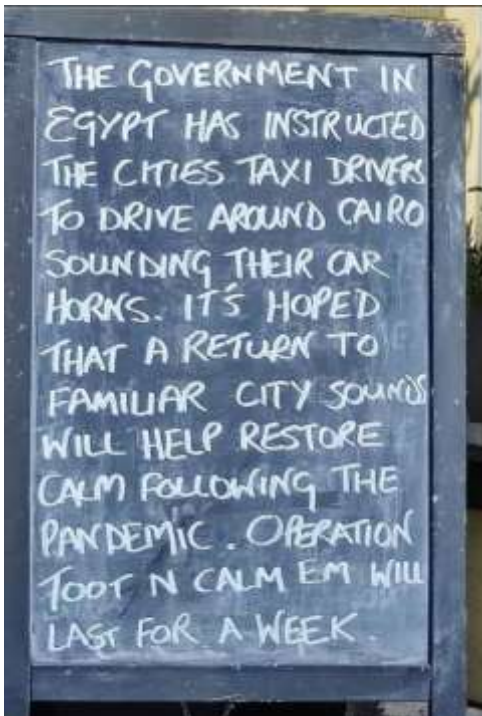 THE GOVERNMENT IN
EGYPT HAS INSTRUCTED
THE CITIES TAXI DRIVERS
TO DRIVE AROUND CAIRO
SOUNDING THEIR CAR
HORNS. IT'S HOPED
THAT A RETURN TO
FAMILIAR CITY SOUNDS
WILL HELP RESTORE
CALM FOLLOWING THE
PANDEMIC. OPERATION
TOOT N CALM EM WILL
LAST FOR A WEEK.